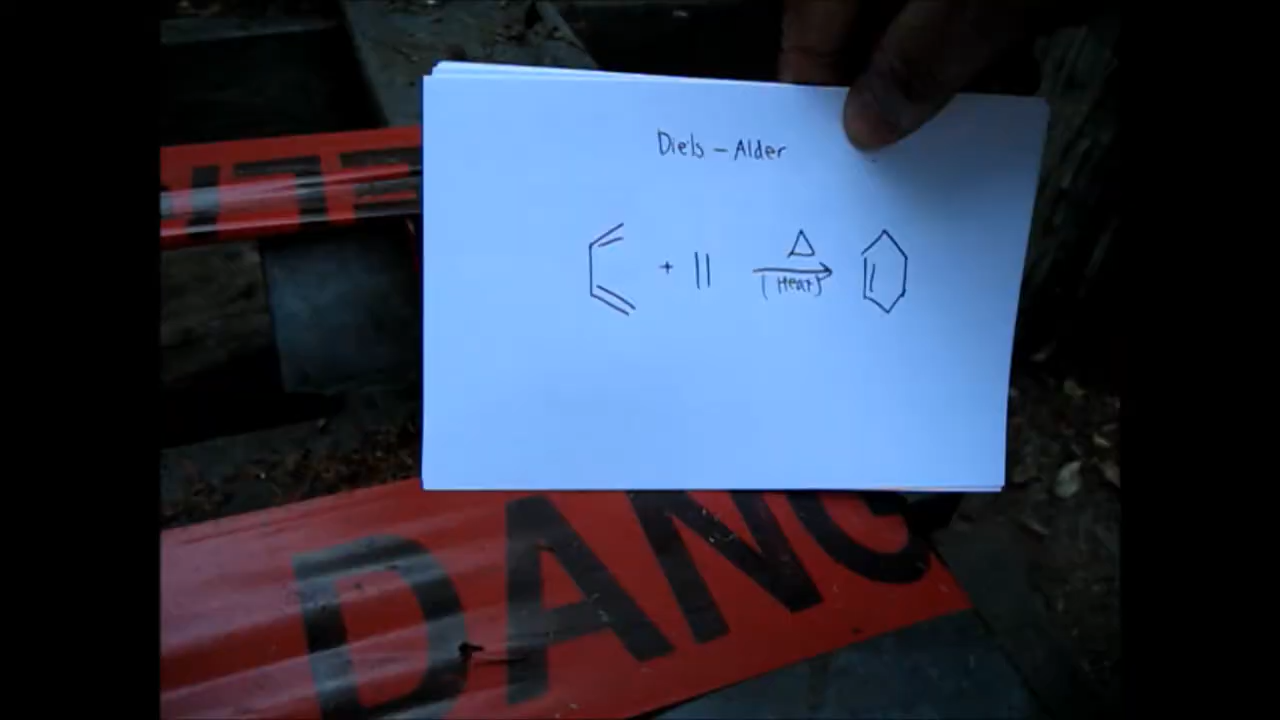 Diels - Alder
+
(Heat)
DANG